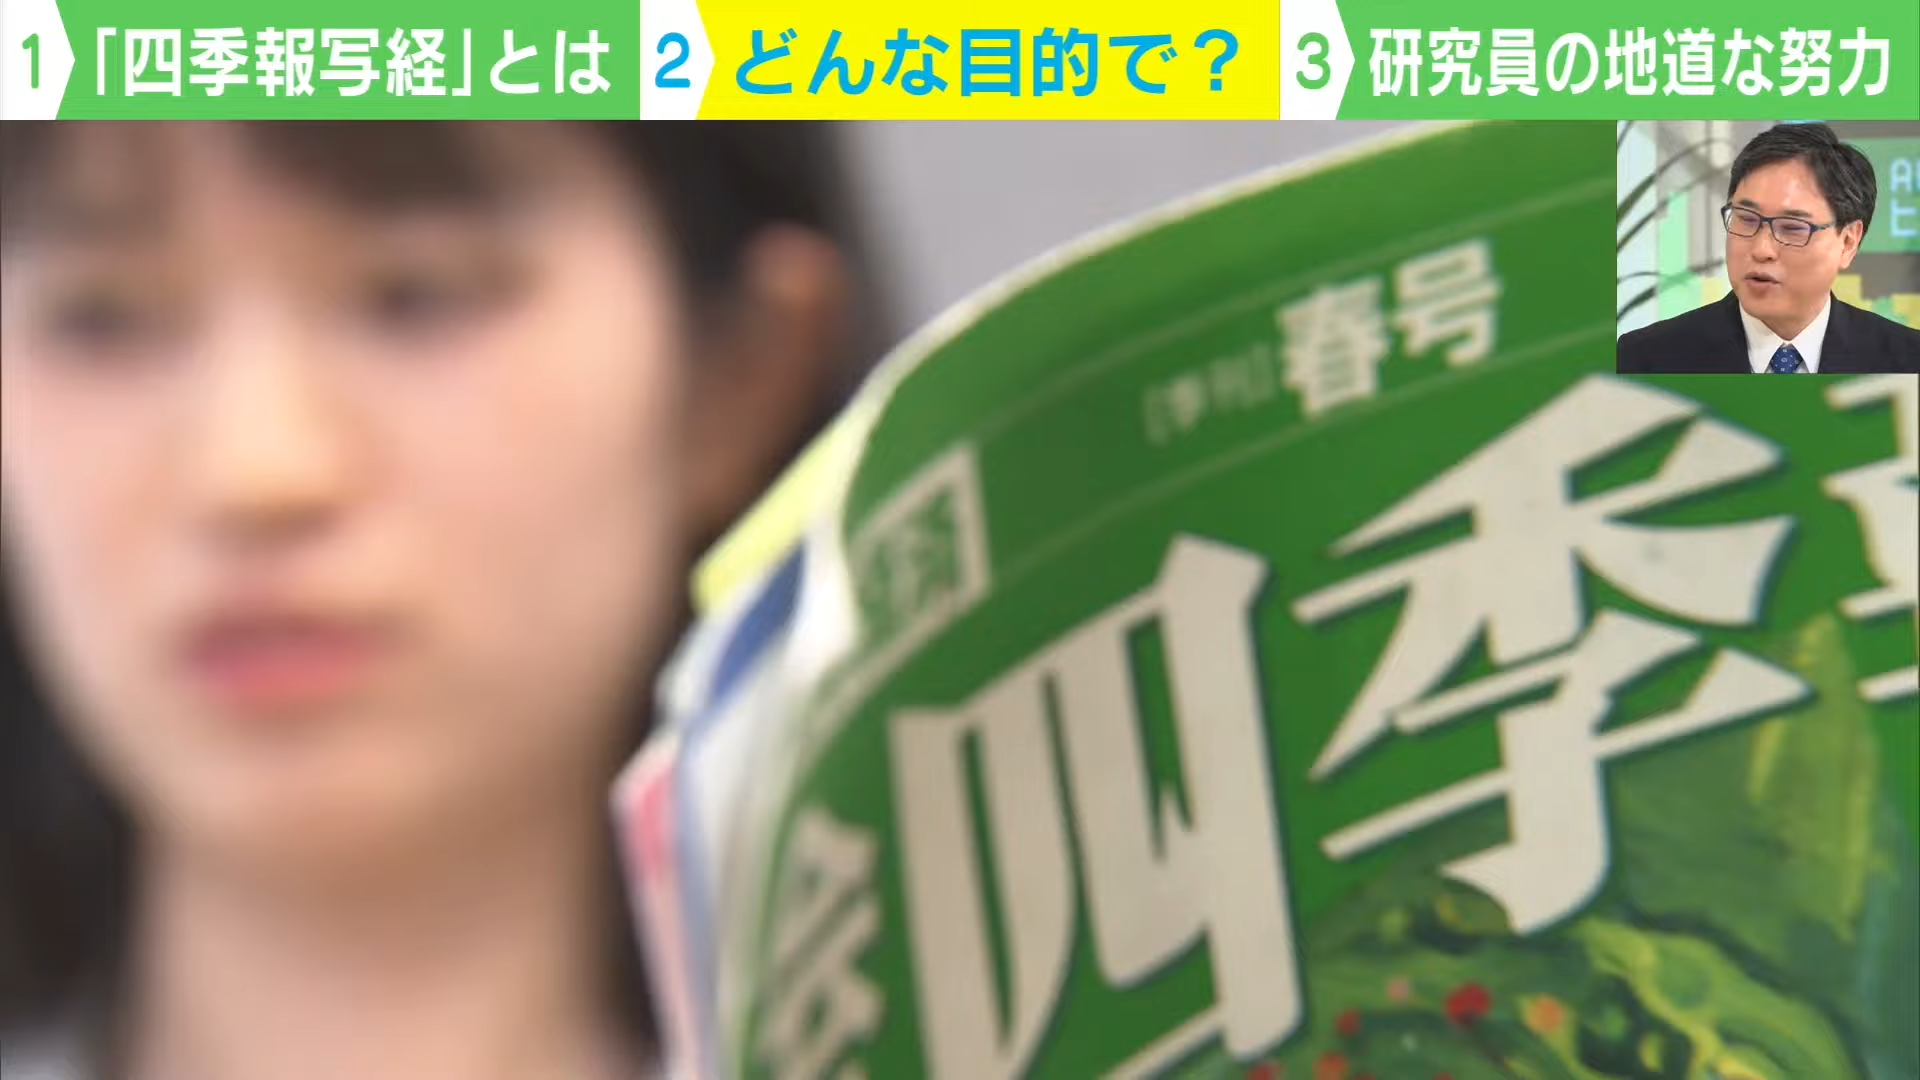 1 「四季報写経」とは
2 どんな目的で？
3 研究員の地道な努力
[季刊] 春号
四季